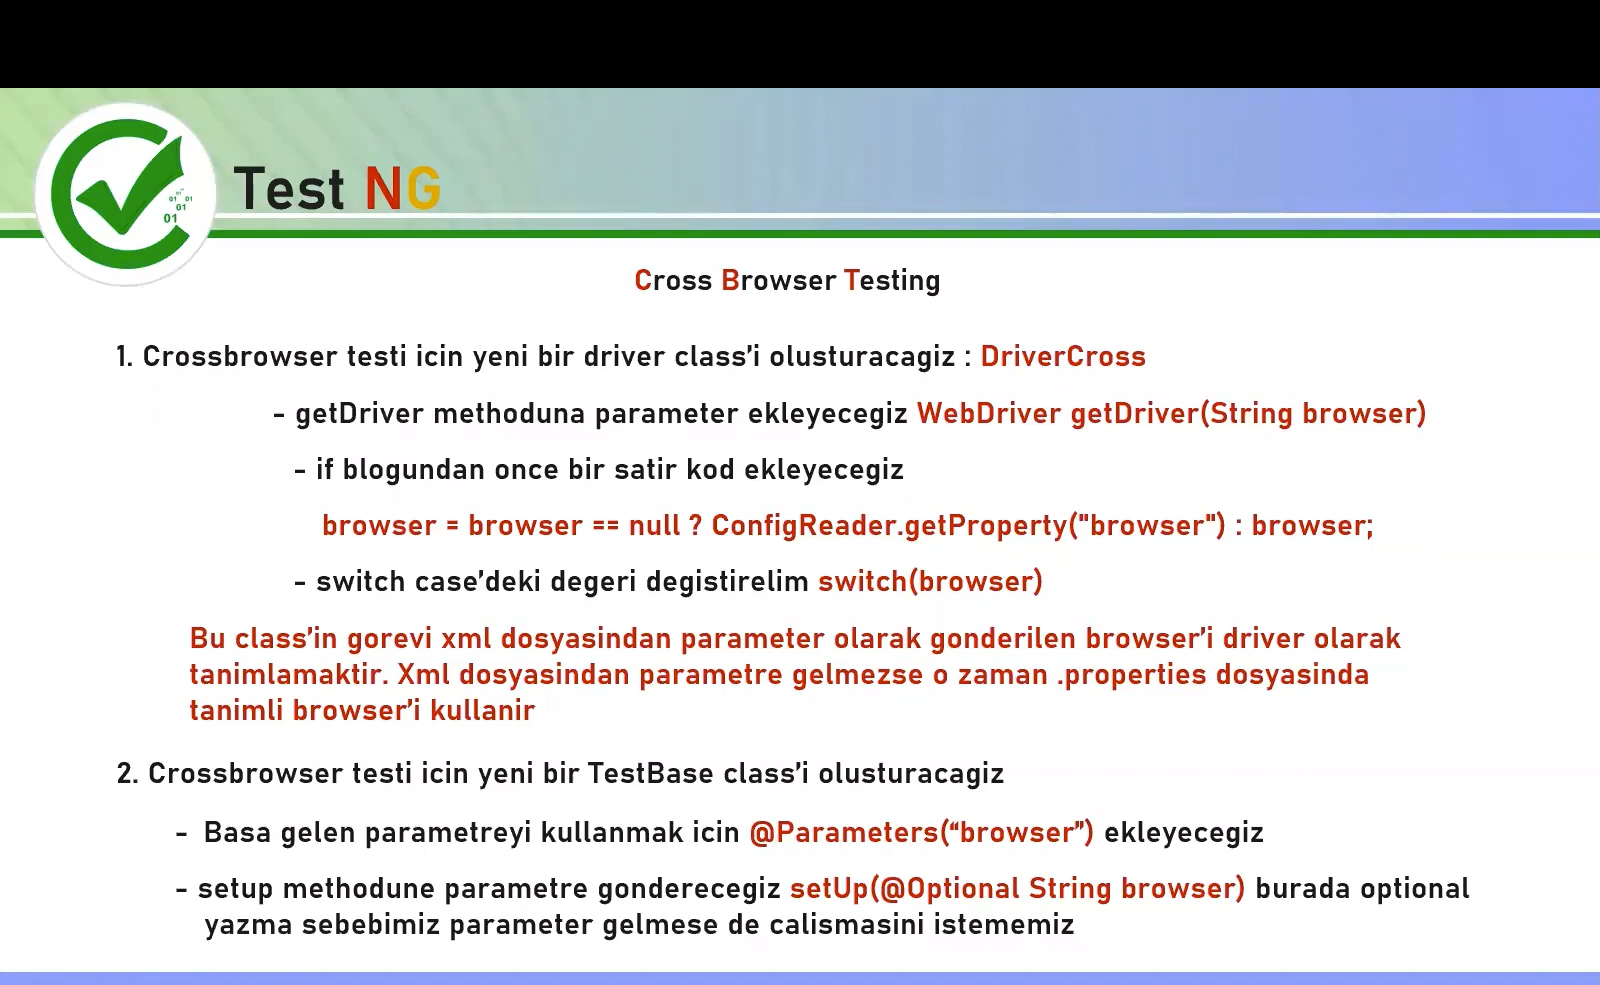 01 01 01
01
01
Test NG
Cross Browser Testing
1. Crossbrowser testi icin yeni bir driver class’i olusturacagiz : DriverCross
- getDriver methoduna parameter ekleyecegiz WebDriver getDriver(String browser)
- if blogundan once bir satir kod ekleyecegiz
browser = browser == null ? ConfigReader.getProperty("browser") : browser;
- switch case’deki degeri degistirelim switch(browser)
Bu class’in gorevi xml dosyasindan parameter olarak gonderilen browser’i driver olarak
tanimlamaktir. Xml dosyasindan parametre gelmezse o zaman .properties dosyasinda
tanimli browser’i kullanir
2. Crossbrowser testi icin yeni bir TestBase class’i olusturacagiz
- Basa gelen parametreyi kullanmak icin @Parameters(“browser”) ekleyecegiz
- setup methodune parametre gonderecegiz setUp(@Optional String browser) burada optional
yazma sebebimiz parameter gelmese de calismasini istememiz